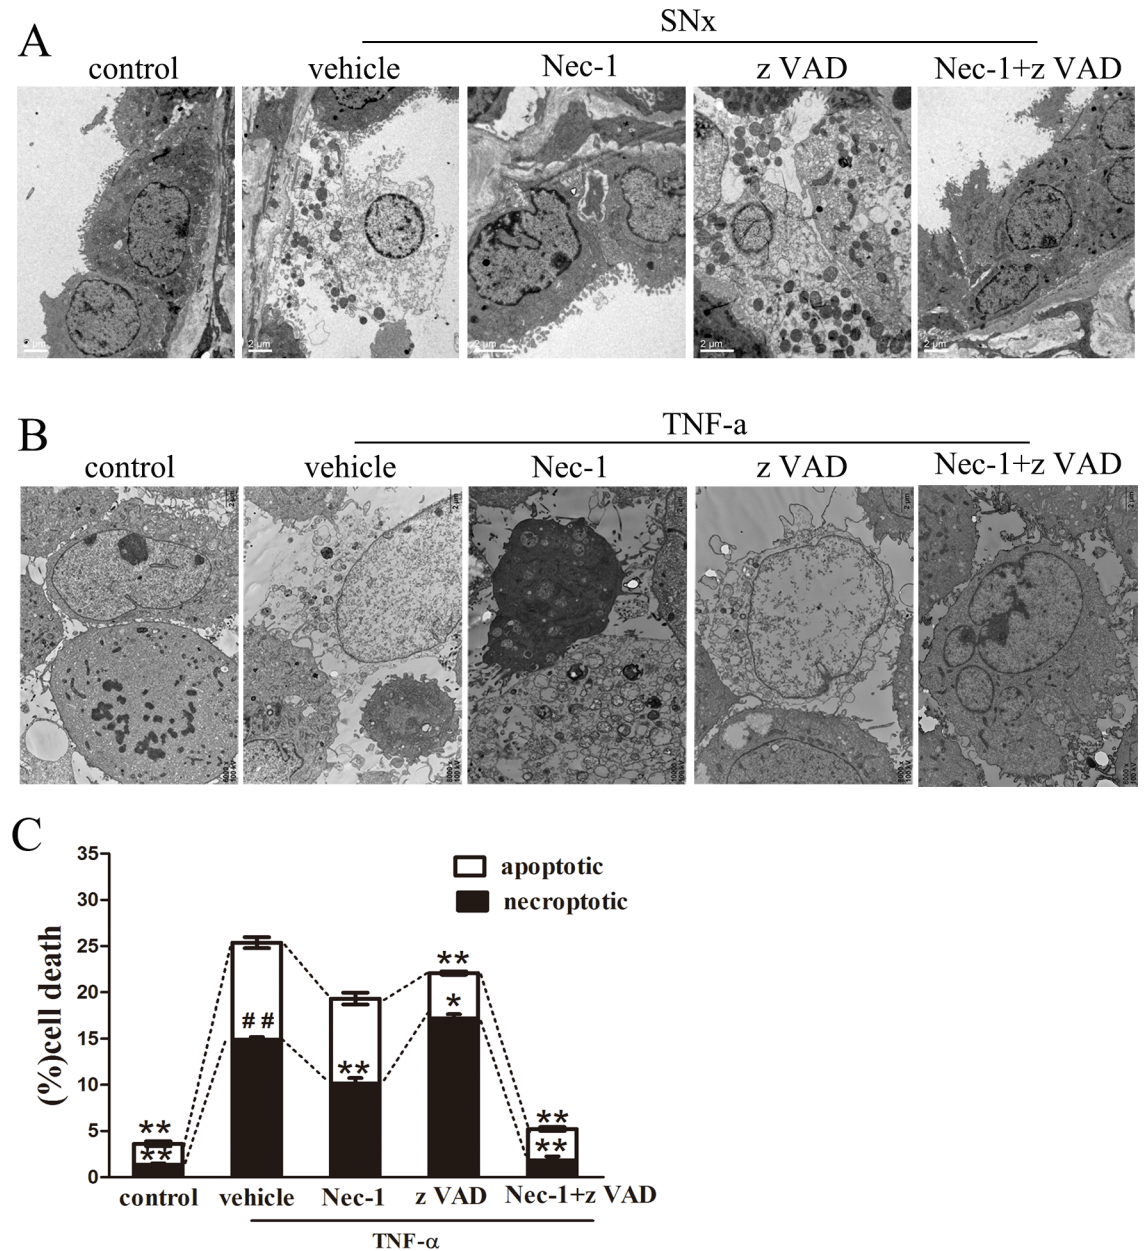 A
SNx
control vehicle Nec-1 z VAD Nec-1+z VAD
2 μm 2 μm 2 μm 2 μm 2 μm
B
TNF-a
control vehicle Nec-1 z VAD Nec-1+z VAD
C
35
30
25
20
15
10
5
0
(%)cell death
apoptotic
necroptotic
** ** ## ** ** * ** **
control vehicle Nec-1 z VAD Nec-1+z VAD
TNF-α